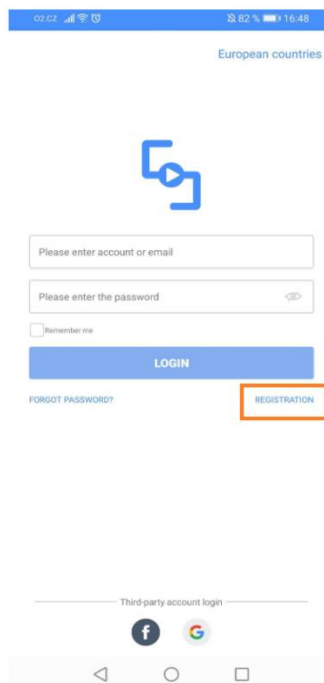 O2.CZ 82 % 16:48
European countries
Please enter account or email
Please enter the password
Remember me
LOGIN
FORGOT PASSWORD? REGISTRATION
Third-party account login
f G